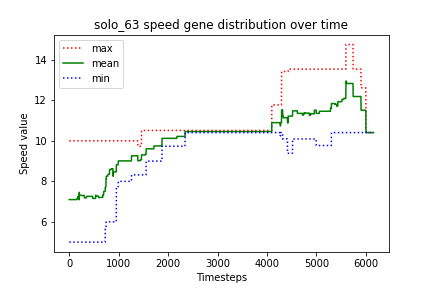 solo_63 speed gene distribution over time
max
mean
min
Speed value
14
12
10
8
6
0 1000 2000 3000 4000 5000 6000
Timesteps